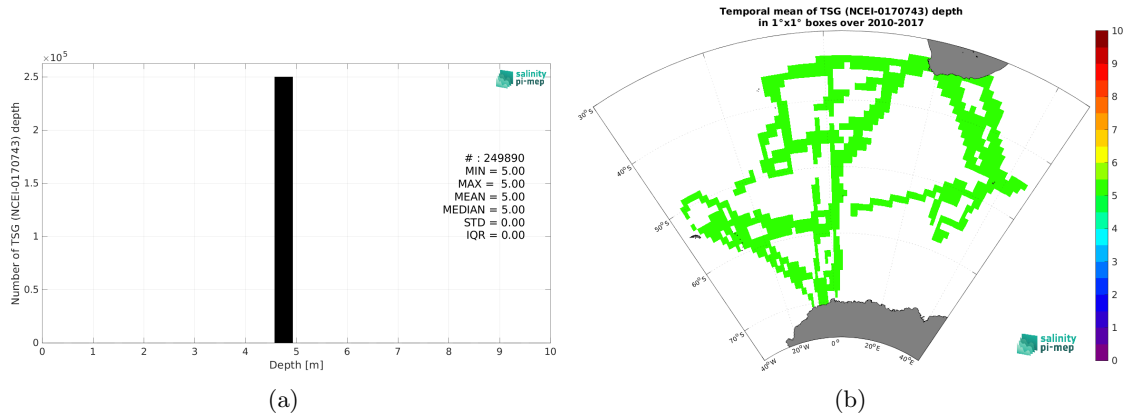 ×10⁵
2.5
2
1.5
1
0.5
0
Number of TSG (NCEI-0170743) depth
salinity
pi-mep
# : 249890
MIN = 5.00
MAX = 5.00
MEAN = 5.00
MEDIAN = 5.00
STD = 0.00
IQR = 0.00
0 1 2 3 4 5 6 7 8 9 10
Depth [m]
(a)
Temporal mean of TSG (NCEI-0170743) depth
in 1°x1° boxes over 2010-2017
30°S
40°S
50°S
60°S
70°S
40°W
20°W
0°
20°E
40°E
10
9
8
7
6
5
4
3
2
1
0
salinity
pi-mep
(b)